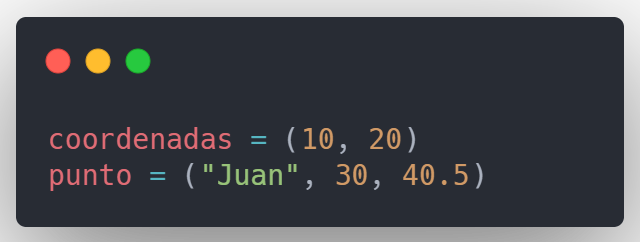 coordenadas = (10, 20)
punto = ("Juan", 30, 40.5)